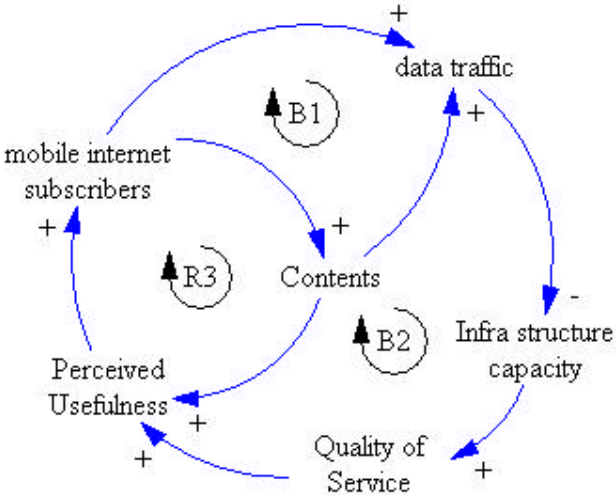 +
data traffic
+
B1
mobile internet
subscribers
+
+
R3
Contents
-
B2
Infra structure
capacity
Perceived
Usefulness
+
+
Quality of
Service
+
+